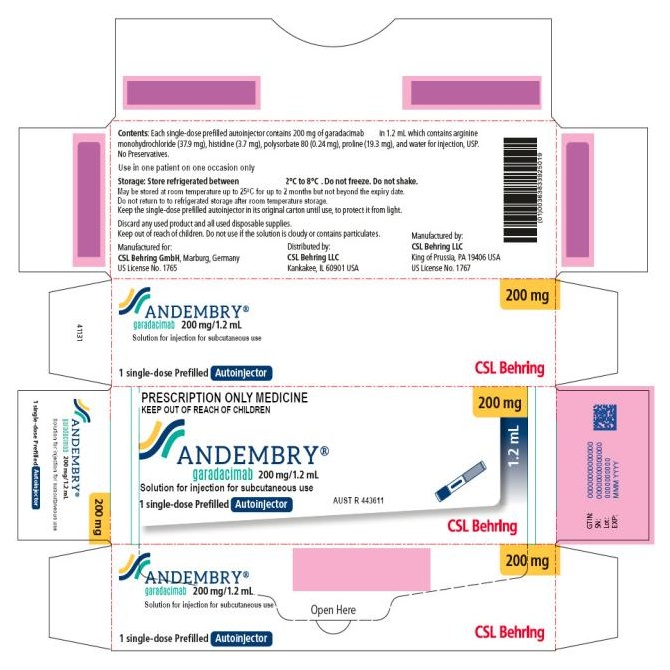 Contents: Each single-dose prefilled autoinjector contains 200 mg of garadacimab in 1.2 mL which contains arginine
monohydrochloride (37.9 mg), histidine (3.7 mg), polysorbate 80 (0.24 mg), proline (19.3 mg), and water for injection, USP.
No Preservatives.
Use in one patient on one occasion only
Storage: Store refrigerated between 2°C to 8°C . Do not freeze. Do not shake.
May be stored at room temperature up to 25°C for up to 2 months but not beyond the expiry date.
Do not return to to refrigerated storage after room temperature storage.
Keep the single-dose prefilled autoinjector in its original carton until use, to protect it from light.
Discard any used product and all used disposable supplies.
Keep out of reach of children. Do not use if the solution is cloudy or contains particulates.
Manufactured for:
CSL Behring GmbH, Marburg, Germany
US License No. 1765
Distributed by:
CSL Behring LLC
Kankakee, IL 60901 USA
Manufactured by:
CSL Behring LLC
King of Prussia, PA 19406 USA
US License No. 1767
(01)00363833925019
41131
200 mg
ANDEMBRY®
garadacimab 200 mg/1.2 mL
Solution for injection for subcutaneous use
1 single-dose Prefilled Autoinjector
CSL Behring
ANDEMBRY®
garadacimab 200 mg/1.2 mL
Solution for injection for subcutaneous use
1 single-dose Prefilled Autoinjector
200 mg
PRESCRIPTION ONLY MEDICINE
KEEP OUT OF REACH OF CHILDREN
200 mg
1.2 mL
ANDEMBRY®
garadacimab 200 mg/1.2 mL
Solution for injection for subcutaneous use
1 single-dose Prefilled Autoinjector
AUST R 443611
CSL Behring
GTIN: 00000000000000
SN: 00000000000000
Lot: 0000000000
EXP: MMM YYYY
200 mg
ANDEMBRY®
garadacimab 200 mg/1.2 mL
Solution for injection for subcutaneous use
Open Here
1 single-dose Prefilled Autoinjector
CSL Behring